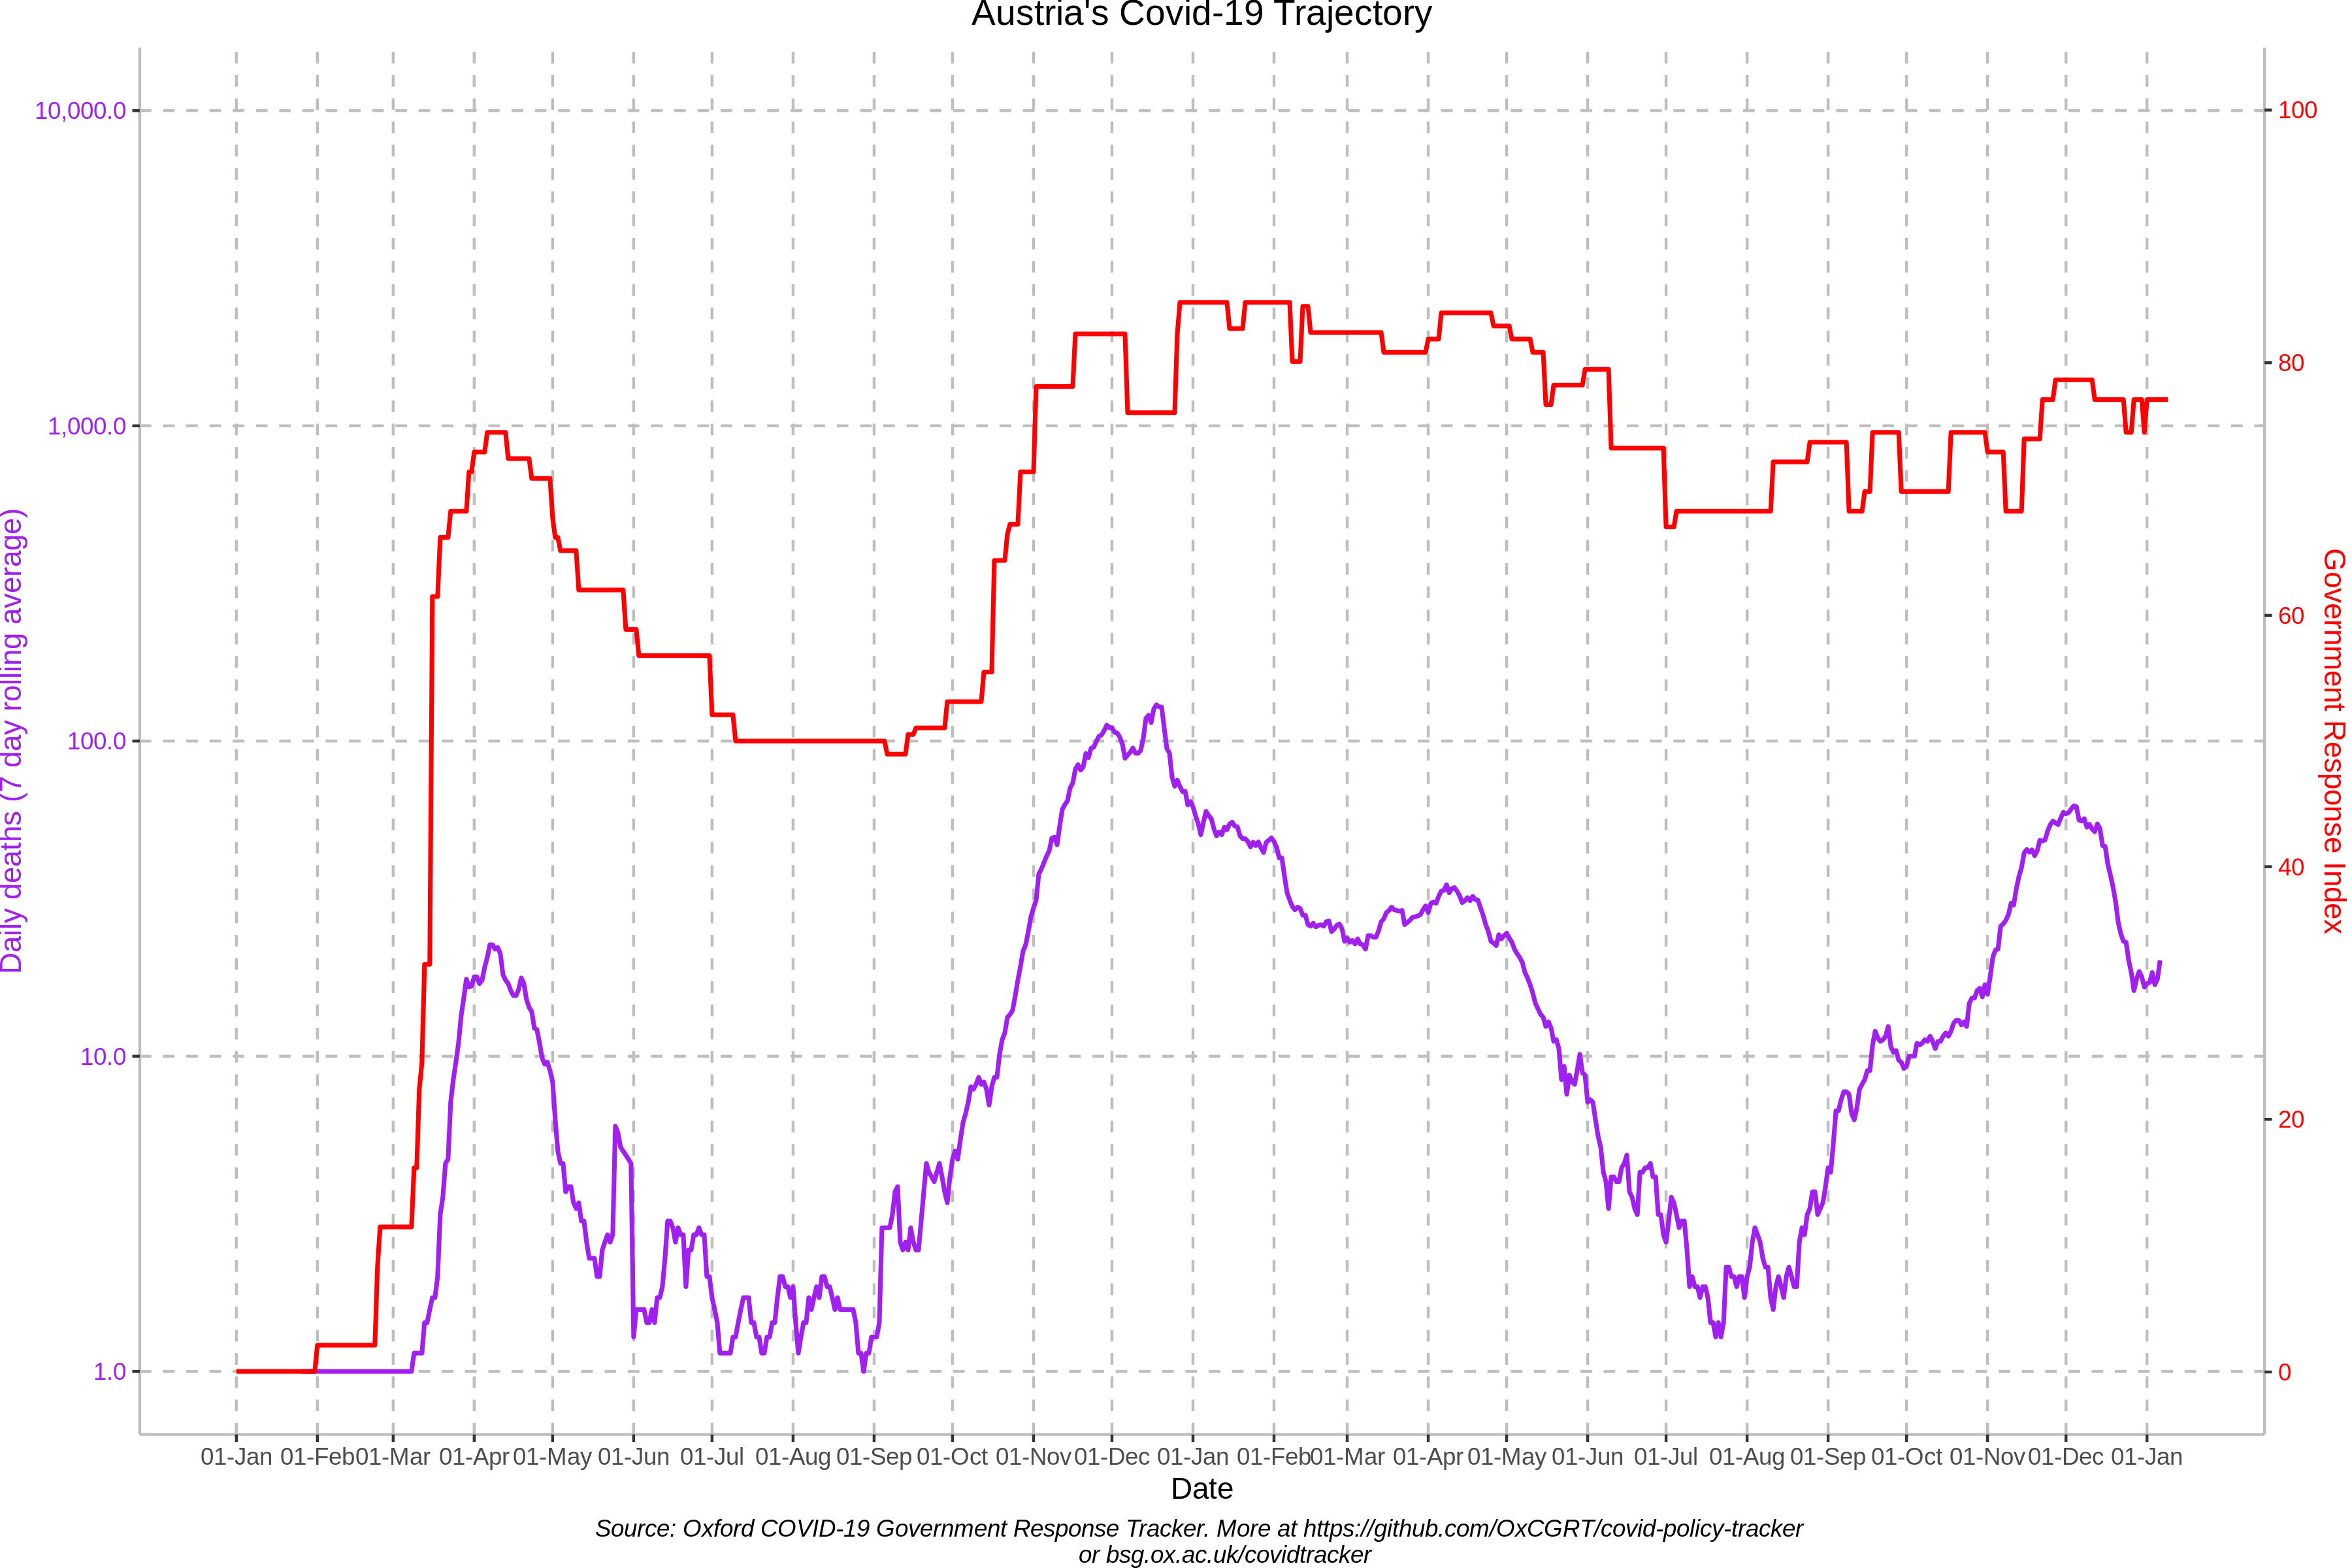 Austria's Covid-19 Trajectory
10,000.0
1,000.0
100.0
10.0
1.0
Daily deaths (7 day rolling average)
100
80
60
40
20
0
Government Response Index
01-Jan 01-Feb 01-Mar 01-Apr 01-May 01-Jun 01-Jul 01-Aug 01-Sep 01-Oct 01-Nov 01-Dec 01-Jan 01-Feb 01-Mar 01-Apr 01-May 01-Jun 01-Jul 01-Aug 01-Sep 01-Oct 01-Nov 01-Dec 01-Jan
Date
Source: Oxford COVID-19 Government Response Tracker. More at https://github.com/OxCGRT/covid-policy-tracker
or bsg.ox.ac.uk/covidtracker